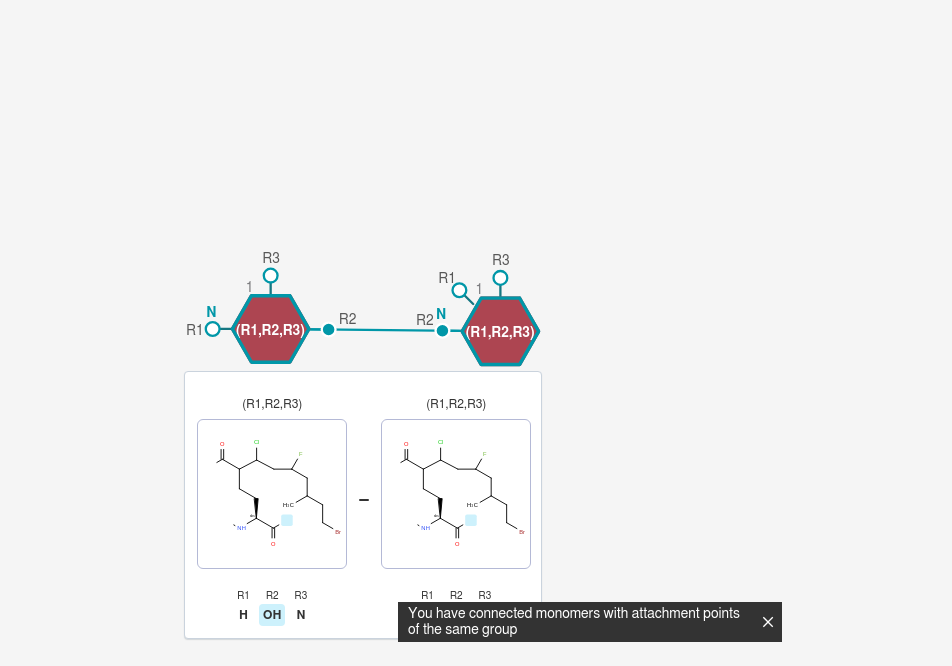 R3
R3
R1
1
1
N
N
R2
R2
R1
(R1,R2,R3)
(R1,R2,R3)
(R1,R2,R3)
(R1,R2,R3)
O
Cl
F
H₃C
NH
O
Br
O
Cl
F
H₃C
NH
O
Br
R1 R2 R3
H OH N
R1 R2 R3
You have connected monomers with attachment points
of the same group